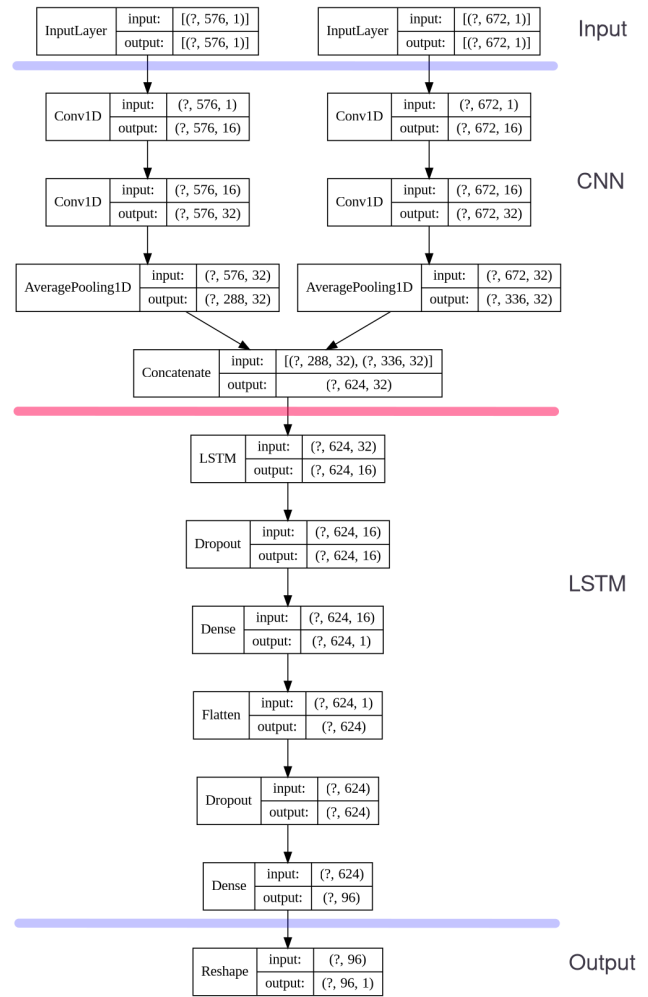 InputLayer input: [(?, 576, 1)] output: [(?, 576, 1)]
InputLayer input: [(?, 672, 1)] output: [(?, 672, 1)]
Input
Conv1D input: (?, 576, 1) output: (?, 576, 16)
Conv1D input: (?, 672, 1) output: (?, 672, 16)
CNN
Conv1D input: (?, 576, 16) output: (?, 576, 32)
Conv1D input: (?, 672, 16) output: (?, 672, 32)
AveragePooling1D input: (?, 576, 32) output: (?, 288, 32)
AveragePooling1D input: (?, 672, 32) output: (?, 336, 32)
Concatenate input: [(?, 288, 32), (?, 336, 32)] output: (?, 624, 32)
LSTM input: (?, 624, 32) output: (?, 624, 16)
Dropout input: (?, 624, 16) output: (?, 624, 16)
LSTM
Dense input: (?, 624, 16) output: (?, 624, 1)
Flatten input: (?, 624, 1) output: (?, 624)
Dropout input: (?, 624) output: (?, 624)
Dense input: (?, 624) output: (?, 96)
Reshape input: (?, 96) output: (?, 96, 1)
Output